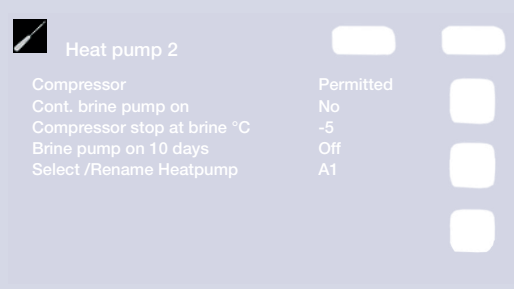 Heat pump 2
Compressor Permitted
Cont. brine pump on No
Compressor stop at brine °C -5
Brine pump on 10 days Off
Select /Rename Heatpump A1